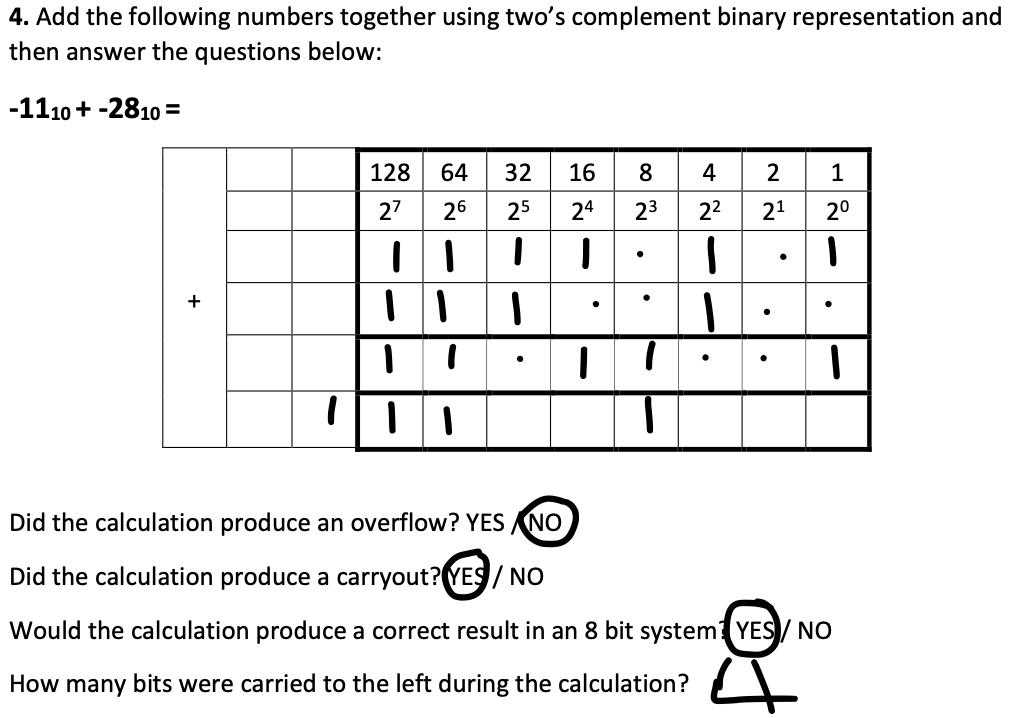 4. Add the following numbers together using two’s complement binary representation and
then answer the questions below:
-11₁₀ + -28₁₀ =
128 64 32 16 8 4 2 1
2⁷ 2⁶ 2⁵ 2⁴ 2³ 2² 2¹ 2⁰
1 1 1 1 · 1 · 1
+ 1 1 1 · · 1 · ·
1 1 · 1 1 · · 1
1 1 1 1
Did the calculation produce an overflow? YES / NO
Did the calculation produce a carryout? YES / NO
Would the calculation produce a correct result in an 8 bit system? YES / NO
How many bits were carried to the left during the calculation? 4